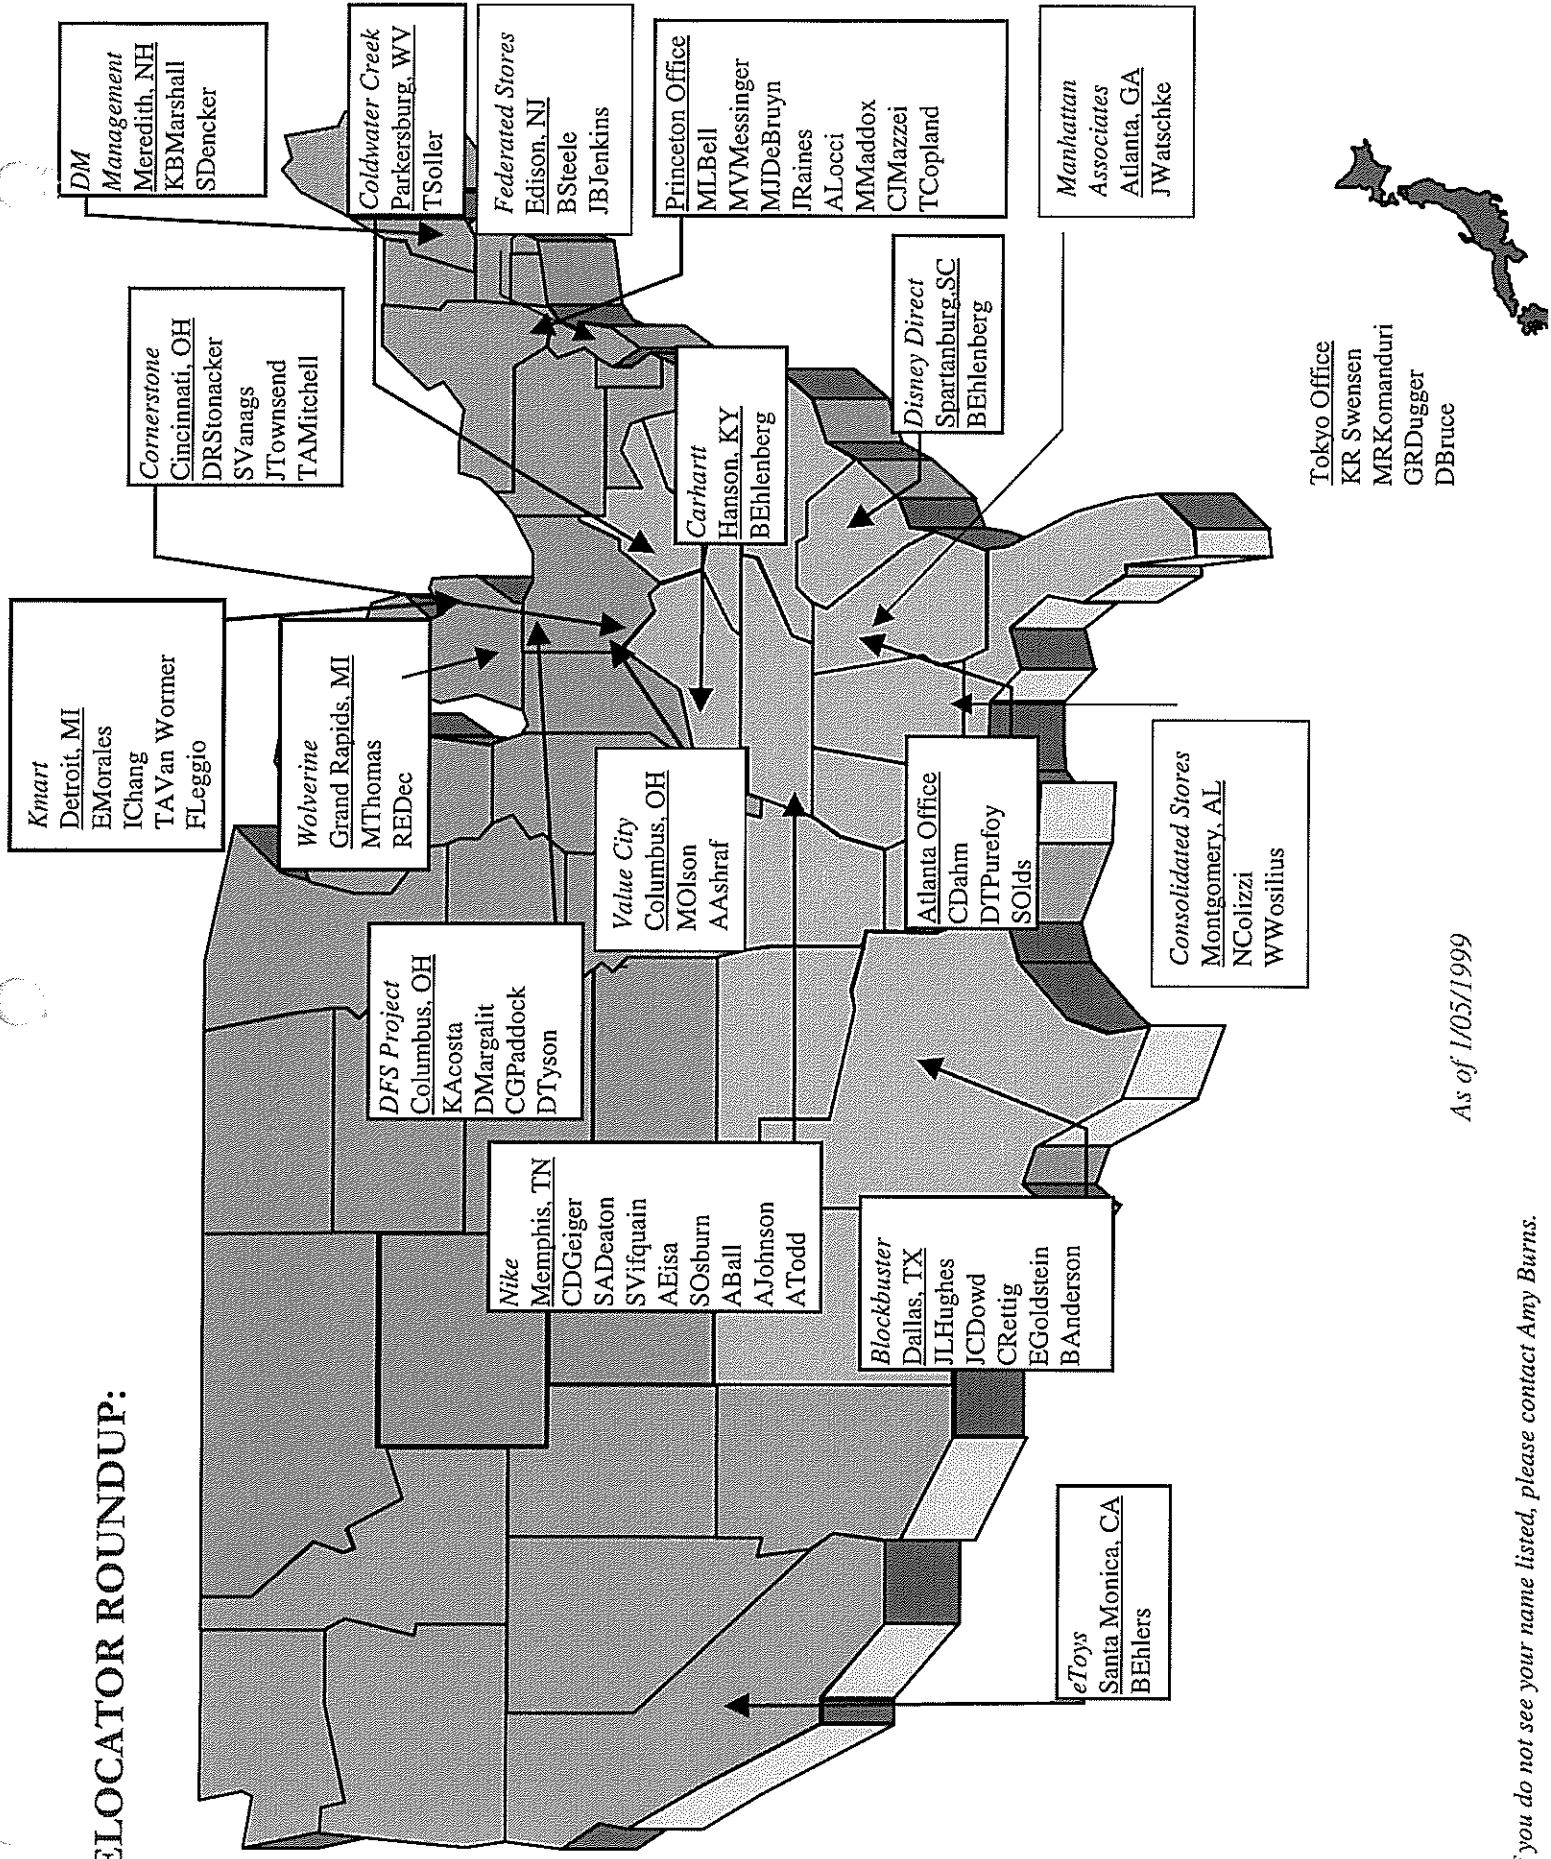 ELOCATOR ROUNDUP:
Kmart
Detroit, MI
EMorales
IChang
TAVan Wormer
FLeggio
Cornerstone
Cincinnati, OH
DRStonacker
SVanags
JTownsend
TAMitchell
DM
Management
Meredith, NH
KBMarshall
SDencker
Wolverine
Grand Rapids, MI
MThomas
REDec
Coldwater Creek
Parkersburg, WV
TSoller
DFS Project
Columbus, OH
KAcosta
DMargalit
CGPaddock
DTyson
Federated Stores
Edison, NJ
BSteele
JBJenkins
Nike
Memphis, TN
CDGeiger
SADeaton
SVifquain
AEisa
SOsburn
ABall
AJohnson
ATodd
Value City
Columbus, OH
MOlson
AAshraf
Carhartt
Hanson, KY
BEhlenberg
Princeton Office
MLBell
MVMessinger
MJDeBruyn
JRaines
ALocci
MMaddox
CJMazzei
TCopland
Blockbuster
Dallas, TX
JLHughes
JCDowd
CRettig
EGoldstein
BAnderson
Atlanta Office
CDahm
DTPurefoy
SOlds
Disney Direct
Spartanburg,SC
BEhlenberg
Manhattan
Associates
Atlanta, GA
JWatschke
eToys
Santa Monica, CA
BEhlers
Consolidated Stores
Montgomery, AL
NColizzi
WWosilius
Tokyo Office
KR Swensen
MRKomanduri
GRDugger
DBruce
As of 1/05/1999
you do not see your name listed, please contact Amy Burns.